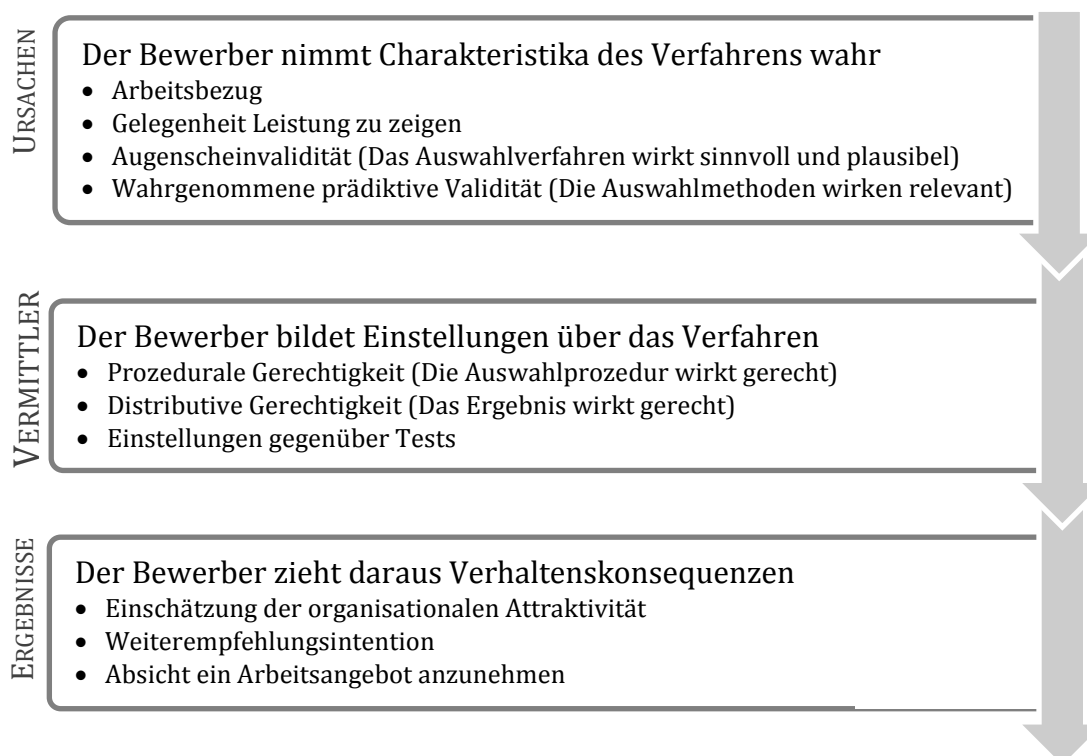 URSACHEN
Der Bewerber nimmt Charakteristika des Verfahrens wahr
• Arbeitsbezug
• Gelegenheit Leistung zu zeigen
• Augenscheinvalidität (Das Auswahlverfahren wirkt sinnvoll und plausibel)
• Wahrgenommene prädiktive Validität (Die Auswahlmethoden wirken relevant)
VERMITTLER
Der Bewerber bildet Einstellungen über das Verfahren
• Prozedurale Gerechtigkeit (Die Auswahlprozedur wirkt gerecht)
• Distributive Gerechtigkeit (Das Ergebnis wirkt gerecht)
• Einstellungen gegenüber Tests
ERGEBNISSE
Der Bewerber zieht daraus Verhaltenskonsequenzen
• Einschätzung der organisationalen Attraktivität
• Weiterempfehlungsintention
• Absicht ein Arbeitsangebot anzunehmen